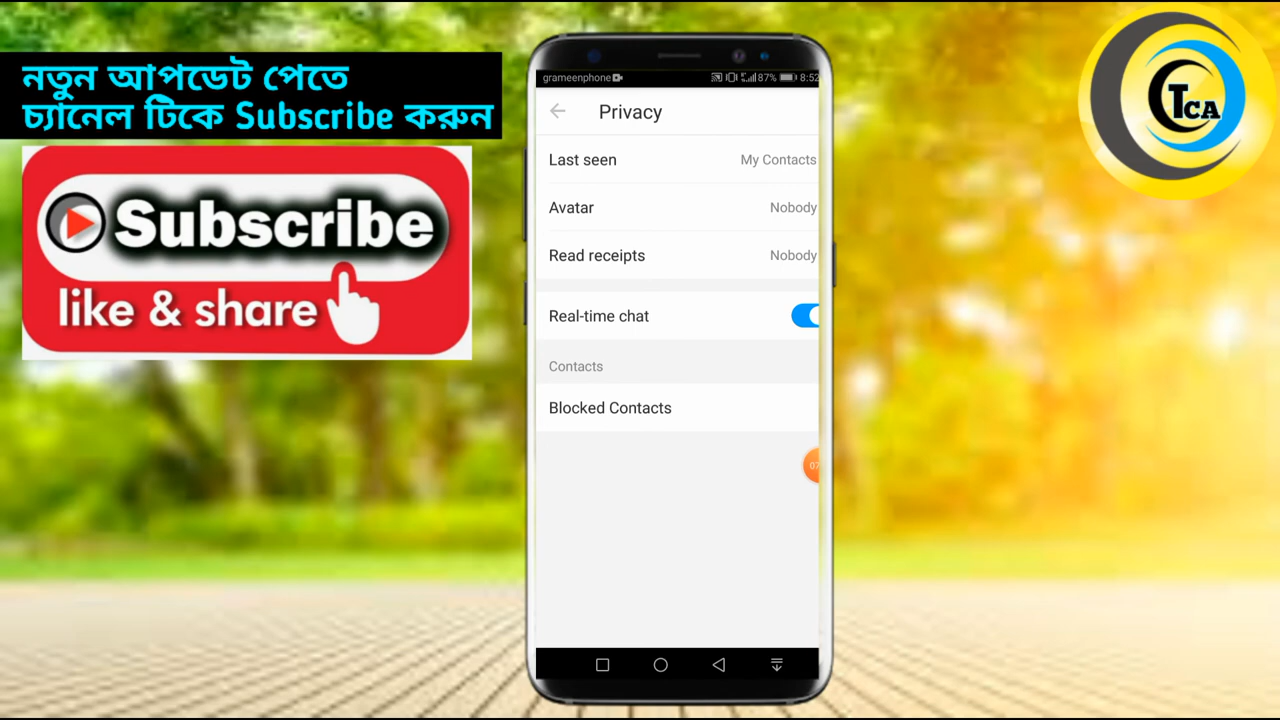 নতুন আপডেট পেতে
চ্যানেল টিকে Subscribe করুন
Subscribe
like & share
TCA
grameenphone 87% 8:52
Privacy
Last seen My Contacts
Avatar Nobody
Read receipts Nobody
Real-time chat
Contacts
Blocked Contacts
07